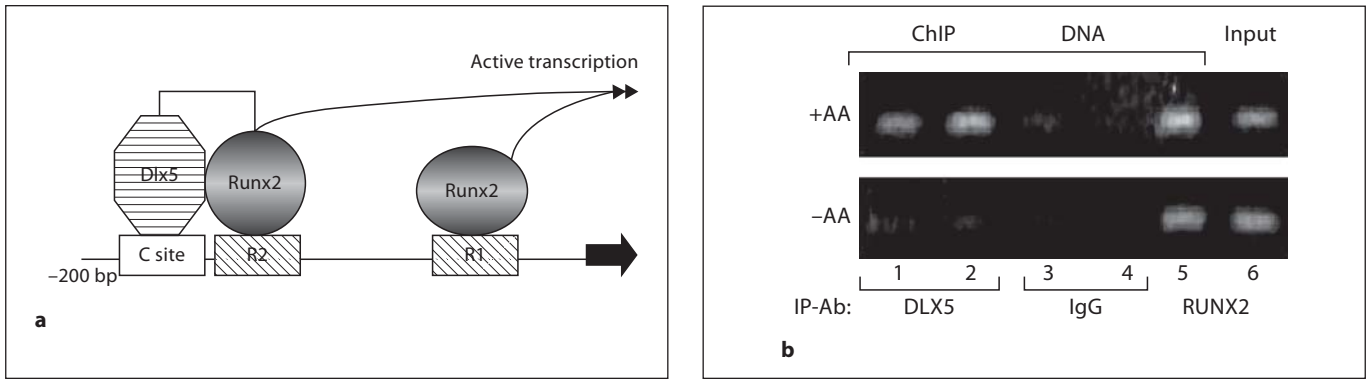 Active transcription
Dlx5
Runx2
Runx2
C site
R2
R1
–200 bp
a
ChIP DNA Input
+AA
–AA
1 2 3 4 5 6
IP-Ab: DLX5 IgG RUNX2
b